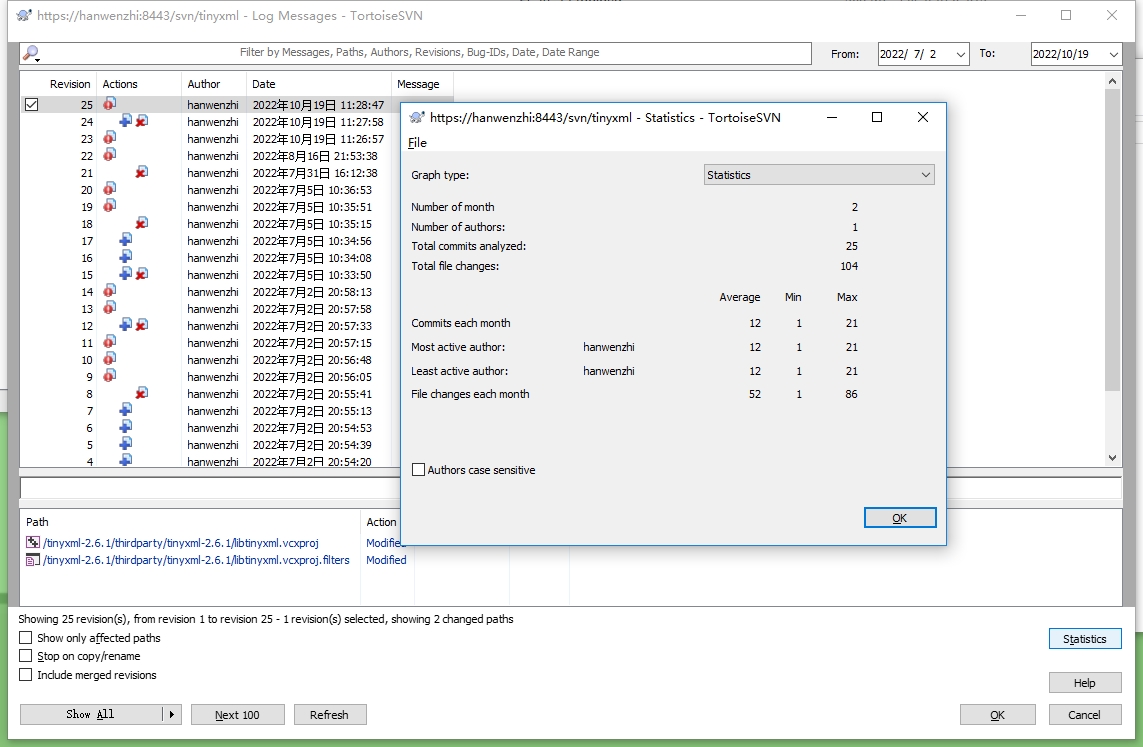 https://hanwenzhi:8443/svn/tinyxml - Log Messages - TortoiseSVN
Filter by Messages, Paths, Authors, Revisions, Bug-IDs, Date, Date Range From: 2022/ 7/ 2 To: 2022/10/19
Revision Actions Author Date Message
25 hanwenzhi 2022年10月19日 11:28:47
24 hanwenzhi 2022年10月19日 11:27:58
23 hanwenzhi 2022年10月19日 11:26:57
22 hanwenzhi 2022年8月16日 21:53:38
21 hanwenzhi 2022年7月31日 16:12:38
20 hanwenzhi 2022年7月5日 10:36:53
19 hanwenzhi 2022年7月5日 10:35:51
18 hanwenzhi 2022年7月5日 10:35:15
17 hanwenzhi 2022年7月5日 10:34:56
16 hanwenzhi 2022年7月5日 10:34:08
15 hanwenzhi 2022年7月5日 10:33:50
14 hanwenzhi 2022年7月2日 20:58:13
13 hanwenzhi 2022年7月2日 20:57:58
12 hanwenzhi 2022年7月2日 20:57:33
11 hanwenzhi 2022年7月2日 20:57:15
10 hanwenzhi 2022年7月2日 20:56:48
9 hanwenzhi 2022年7月2日 20:56:05
8 hanwenzhi 2022年7月2日 20:55:41
7 hanwenzhi 2022年7月2日 20:55:13
6 hanwenzhi 2022年7月2日 20:54:53
5 hanwenzhi 2022年7月2日 20:54:39
4 hanwenzhi 2022年7月2日 20:54:20
https://hanwenzhi:8443/svn/tinyxml - Statistics - TortoiseSVN
File
Graph type: Statistics
Number of month 2
Number of authors: 1
Total commits analyzed: 25
Total file changes: 104
Average Min Max
Commits each month 12 1 21
Most active author: hanwenzhi 12 1 21
Least active author: hanwenzhi 12 1 21
File changes each month 52 1 86
Authors case sensitive
OK
Path Action
/tinyxml-2.6.1/thirdparty/tinyxml-2.6.1/libtinyxml.vcxproj Modified
/tinyxml-2.6.1/thirdparty/tinyxml-2.6.1/libtinyxml.vcxproj.filters Modified
Showing 25 revision(s), from revision 1 to revision 25 - 1 revision(s) selected, showing 2 changed paths
Show only affected paths
Statistics
Stop on copy/rename
Include merged revisions
Help
Show All Next 100 Refresh OK Cancel